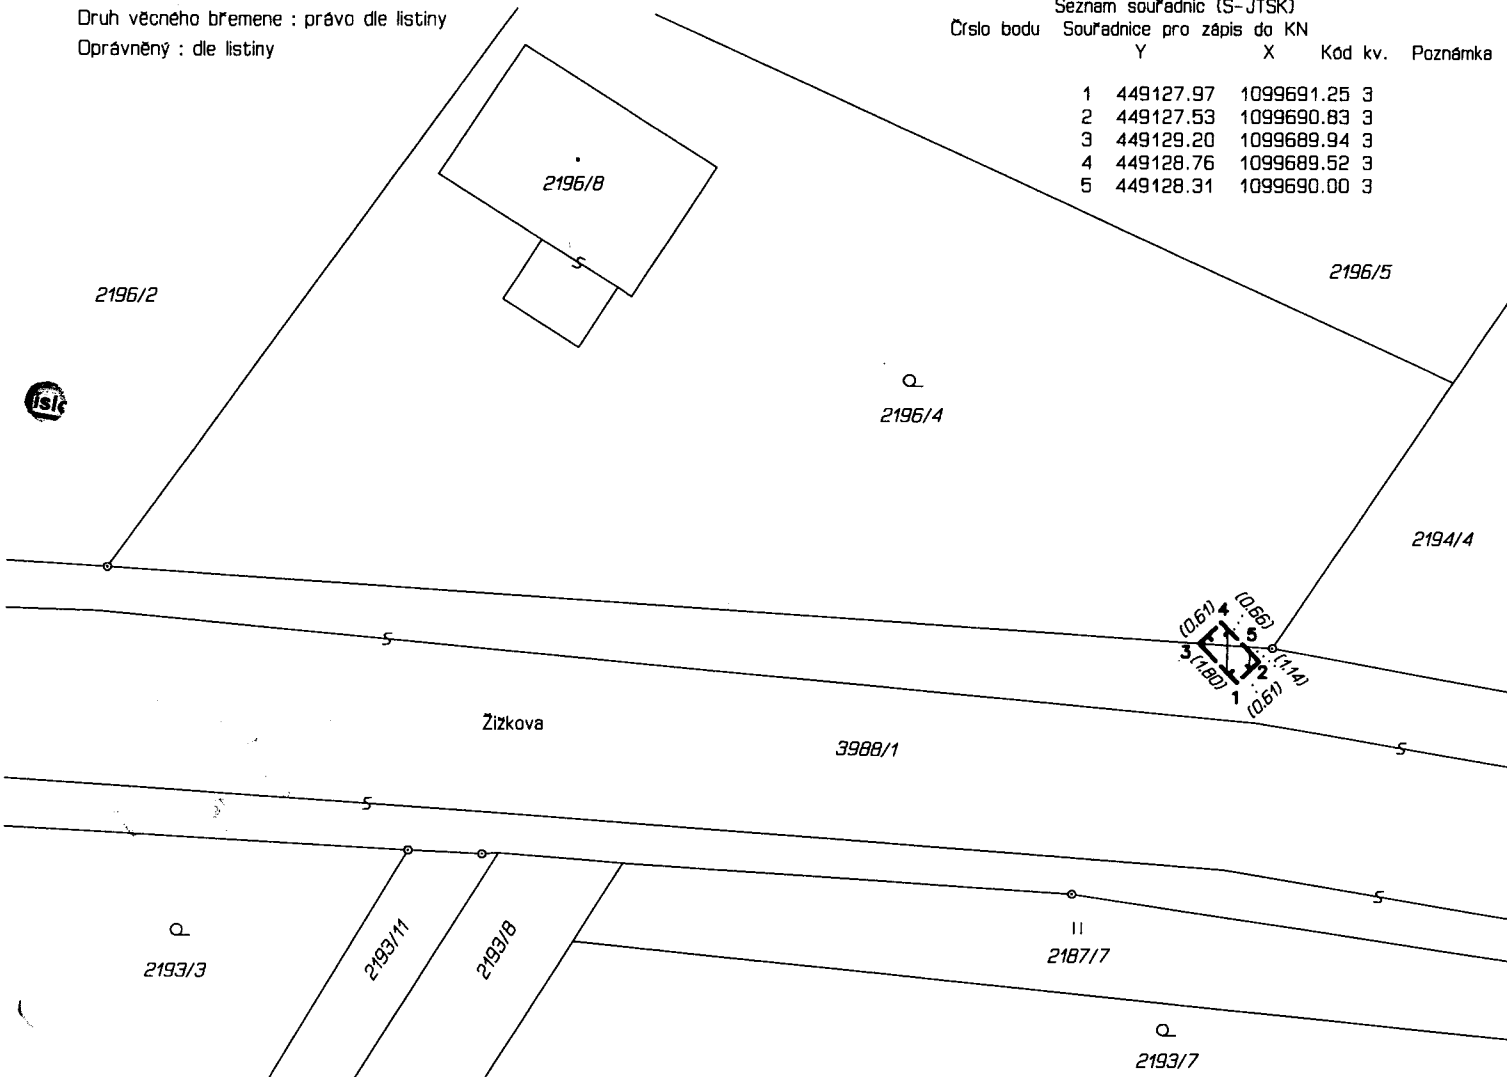 Druh věcného břemene : právo dle listiny
Oprávněný : dle listiny
Seznam souřadnic (S-JTSK)
Číslo bodu Souřadnice pro zápis do KN
Y X Kód kv. Poznámka
1 449127.97 1099691.25 3
2 449127.53 1099690.83 3
3 449129.20 1099689.94 3
4 449128.76 1099689.52 3
5 449128.31 1099690.00 3
2196/8
2196/5
2196/2
2196/4
2194/4
(0.61) 4 (0.66)
3 5
(1.80) 2 (1.14)
1 (0.61)
Žižkova
3988/1
2193/3
2193/11
2193/8
2187/7
2193/7